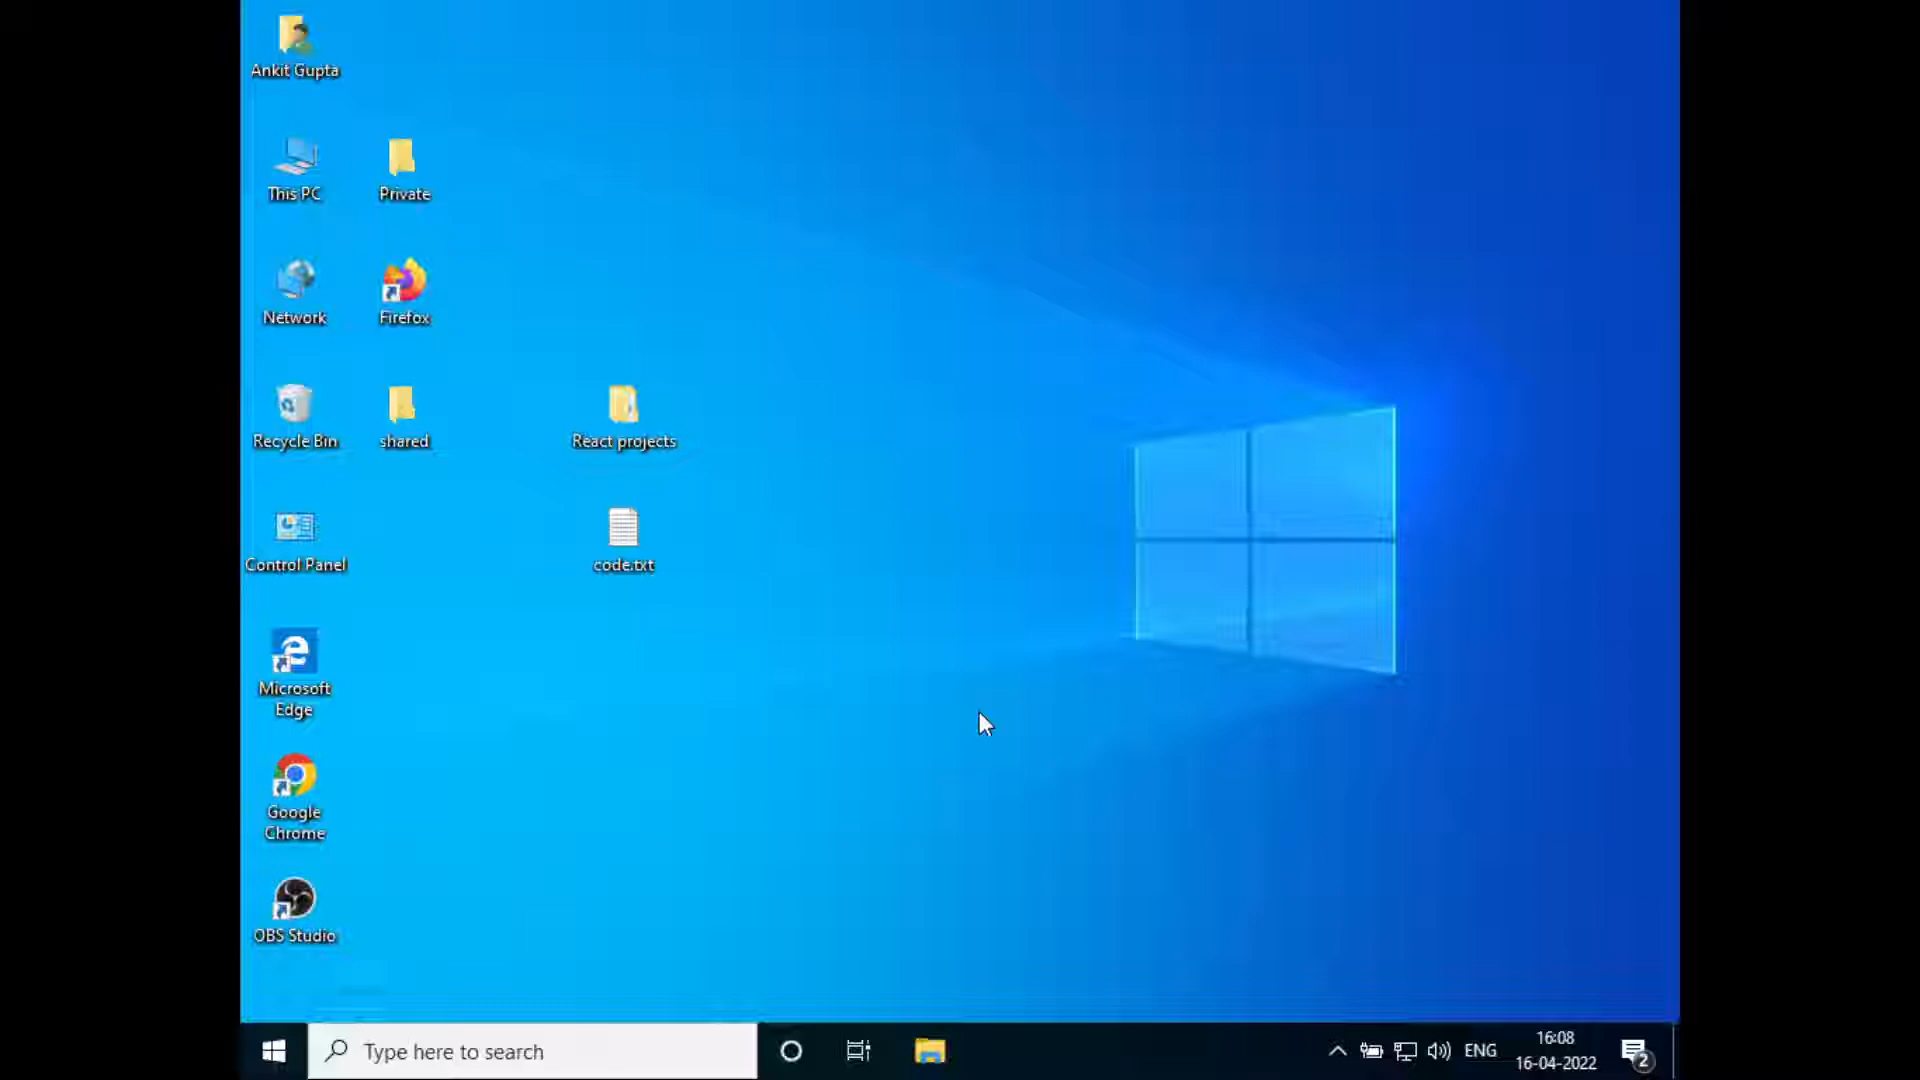 Ankit Gupta
This PC
Private
Network
Firefox
Recycle Bin
shared
React projects
Control Panel
code.txt
Microsoft
Edge
Google
Chrome
OBS Studio
Type here to search
ENG
16:08
16-04-2022
2